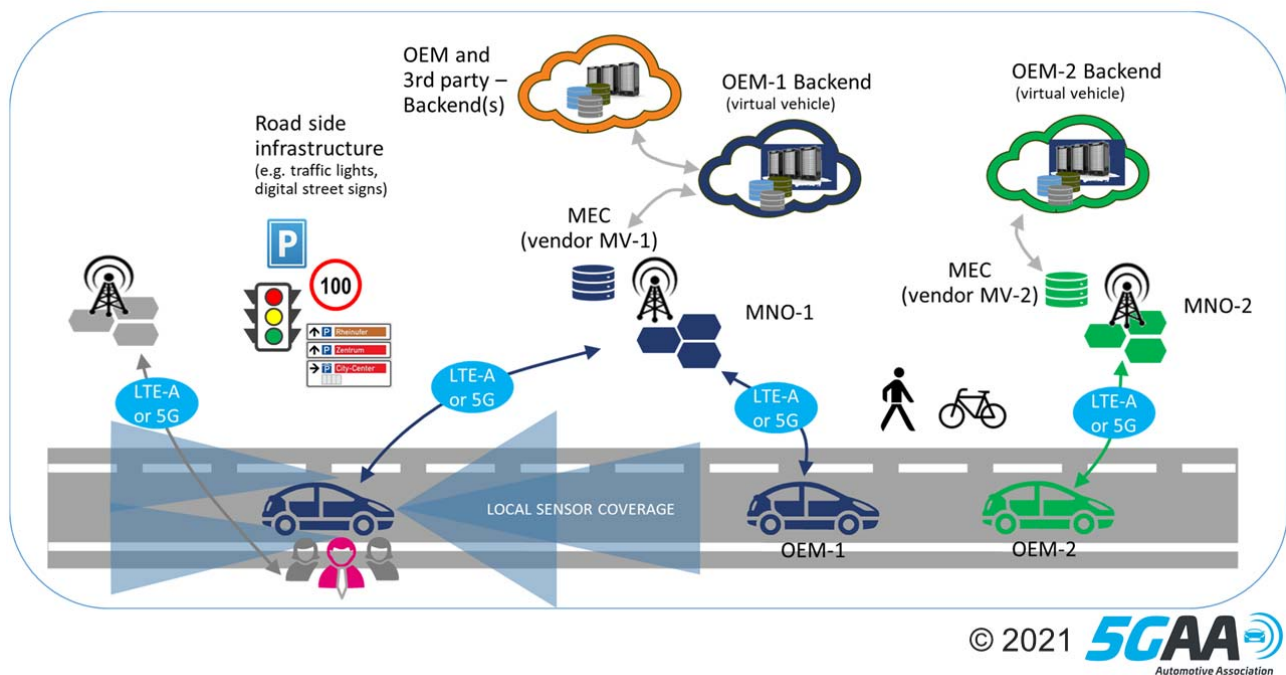 OEM and
3rd party –
Backend(s)
OEM-1 Backend
(virtual vehicle)
OEM-2 Backend
(virtual vehicle)
Road side
infrastructure
(e.g. traffic lights,
digital street signs)
P
100
P Rheinufer
P Zentrum
P City-Center
MEC
(vendor MV-1)
MNO-1
MEC
(vendor MV-2)
MNO-2
LTE-A
or 5G
LTE-A
or 5G
LTE-A
or 5G
LTE-A
or 5G
LOCAL SENSOR COVERAGE
OEM-1
OEM-2
© 2021 5GAA
Automotive Association